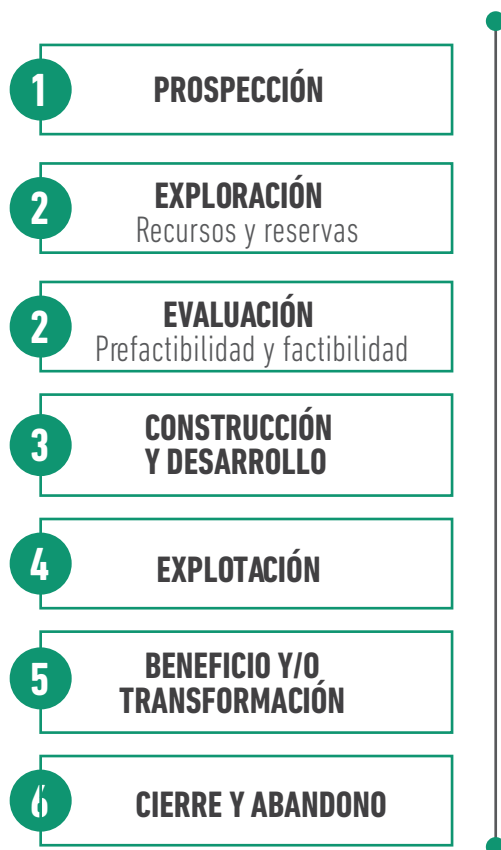 1
PROSPECCIÓN
2
EXPLORACIÓN
Recursos y reservas
2
EVALUACIÓN
Prefactibilidad y factibilidad
3
CONSTRUCCIÓN
Y DESARROLLO
4
EXPLOTACIÓN
5
BENEFICIO Y/O
TRANSFORMACIÓN
6
CIERRE Y ABANDONO